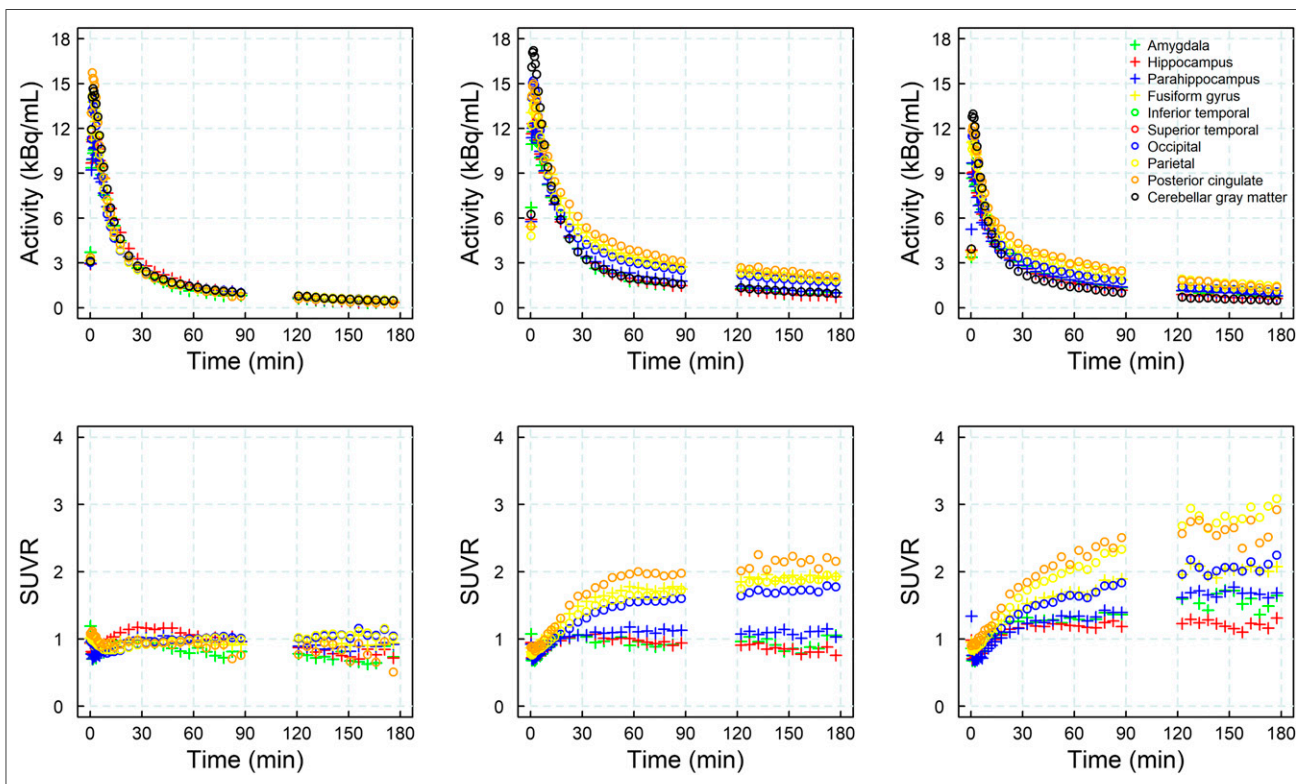 18
15
12
9
6
3
0
Activity (kBq/mL)
0 30 60 90 120 150 180
Time (min)
18
15
12
9
6
3
0
Activity (kBq/mL)
0 30 60 90 120 150 180
Time (min)
18
15
12
9
6
3
0
Activity (kBq/mL)
0 30 60 90 120 150 180
Time (min)
Amygdala
Hippocampus
Parahippocampus
Fusiform gyrus
Inferior temporal
Superior temporal
Occipital
Parietal
Posterior cingulate
Cerebellar gray matter
4
3
2
1
0
SUVR
0 30 60 90 120 150 180
Time (min)
4
3
2
1
0
SUVR
0 30 60 90 120 150 180
Time (min)
4
3
2
1
0
SUVR
0 30 60 90 120 150 180
Time (min)